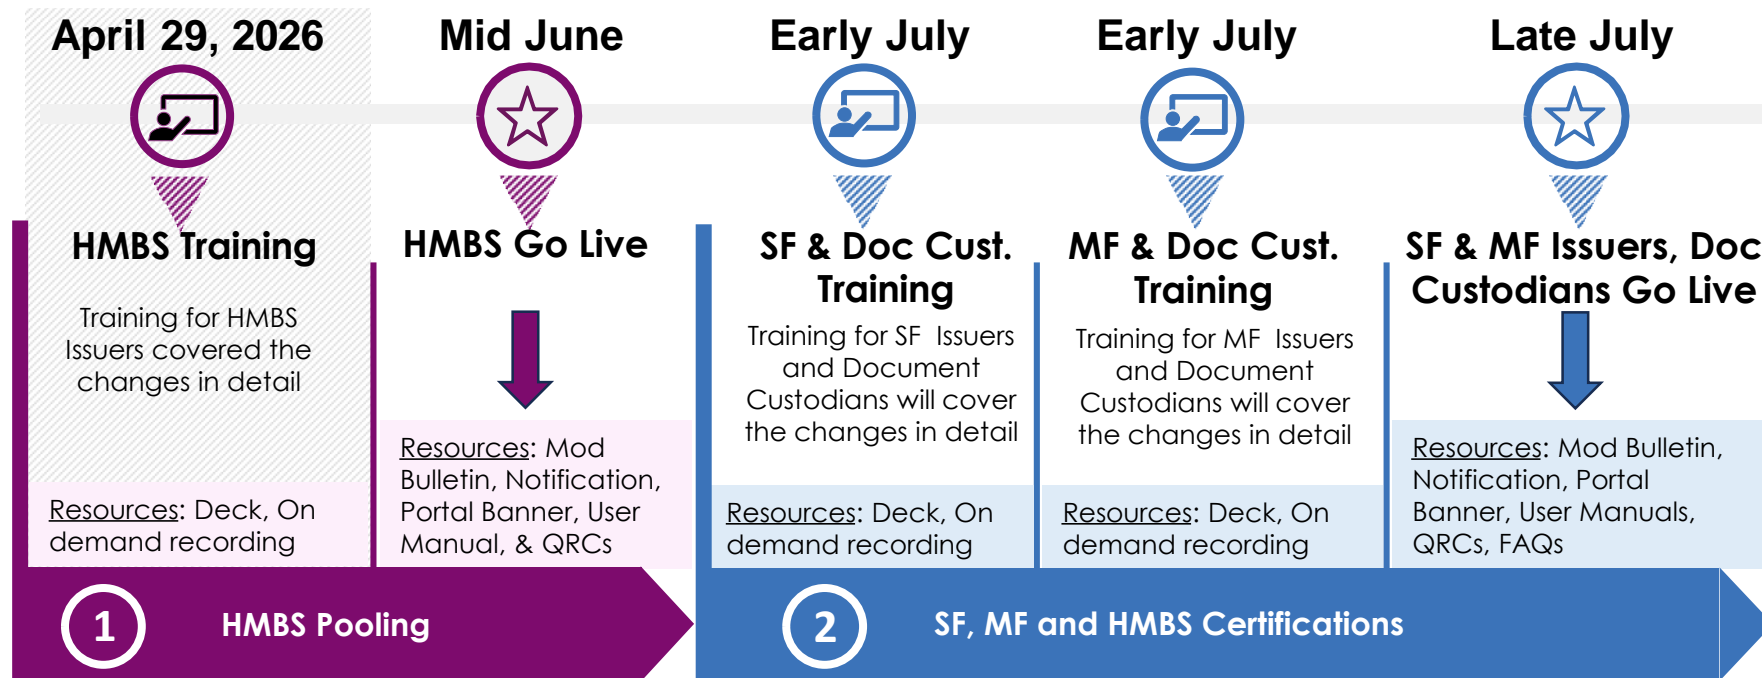 April 29, 2026
Mid June
Early July
Early July
Late July
HMBS Training
Training for HMBS
Issuers covered the
changes in detail
Resources: Deck, On
demand recording
HMBS Go Live
Resources: Mod
Bulletin, Notification,
Portal Banner, User
Manual, & QRCs
SF & Doc Cust.
Training
Training for SF Issuers
and Document
Custodians will cover
the changes in detail
Resources: Deck, On
demand recording
MF & Doc Cust.
Training
Training for MF Issuers
and Document
Custodians will cover
the changes in detail
Resources: Deck, On
demand recording
SF & MF Issuers, Doc
Custodians Go Live
Resources: Mod Bulletin,
Notification, Portal
Banner, User Manuals,
QRCs, FAQs
1
HMBS Pooling
2
SF, MF and HMBS Certifications